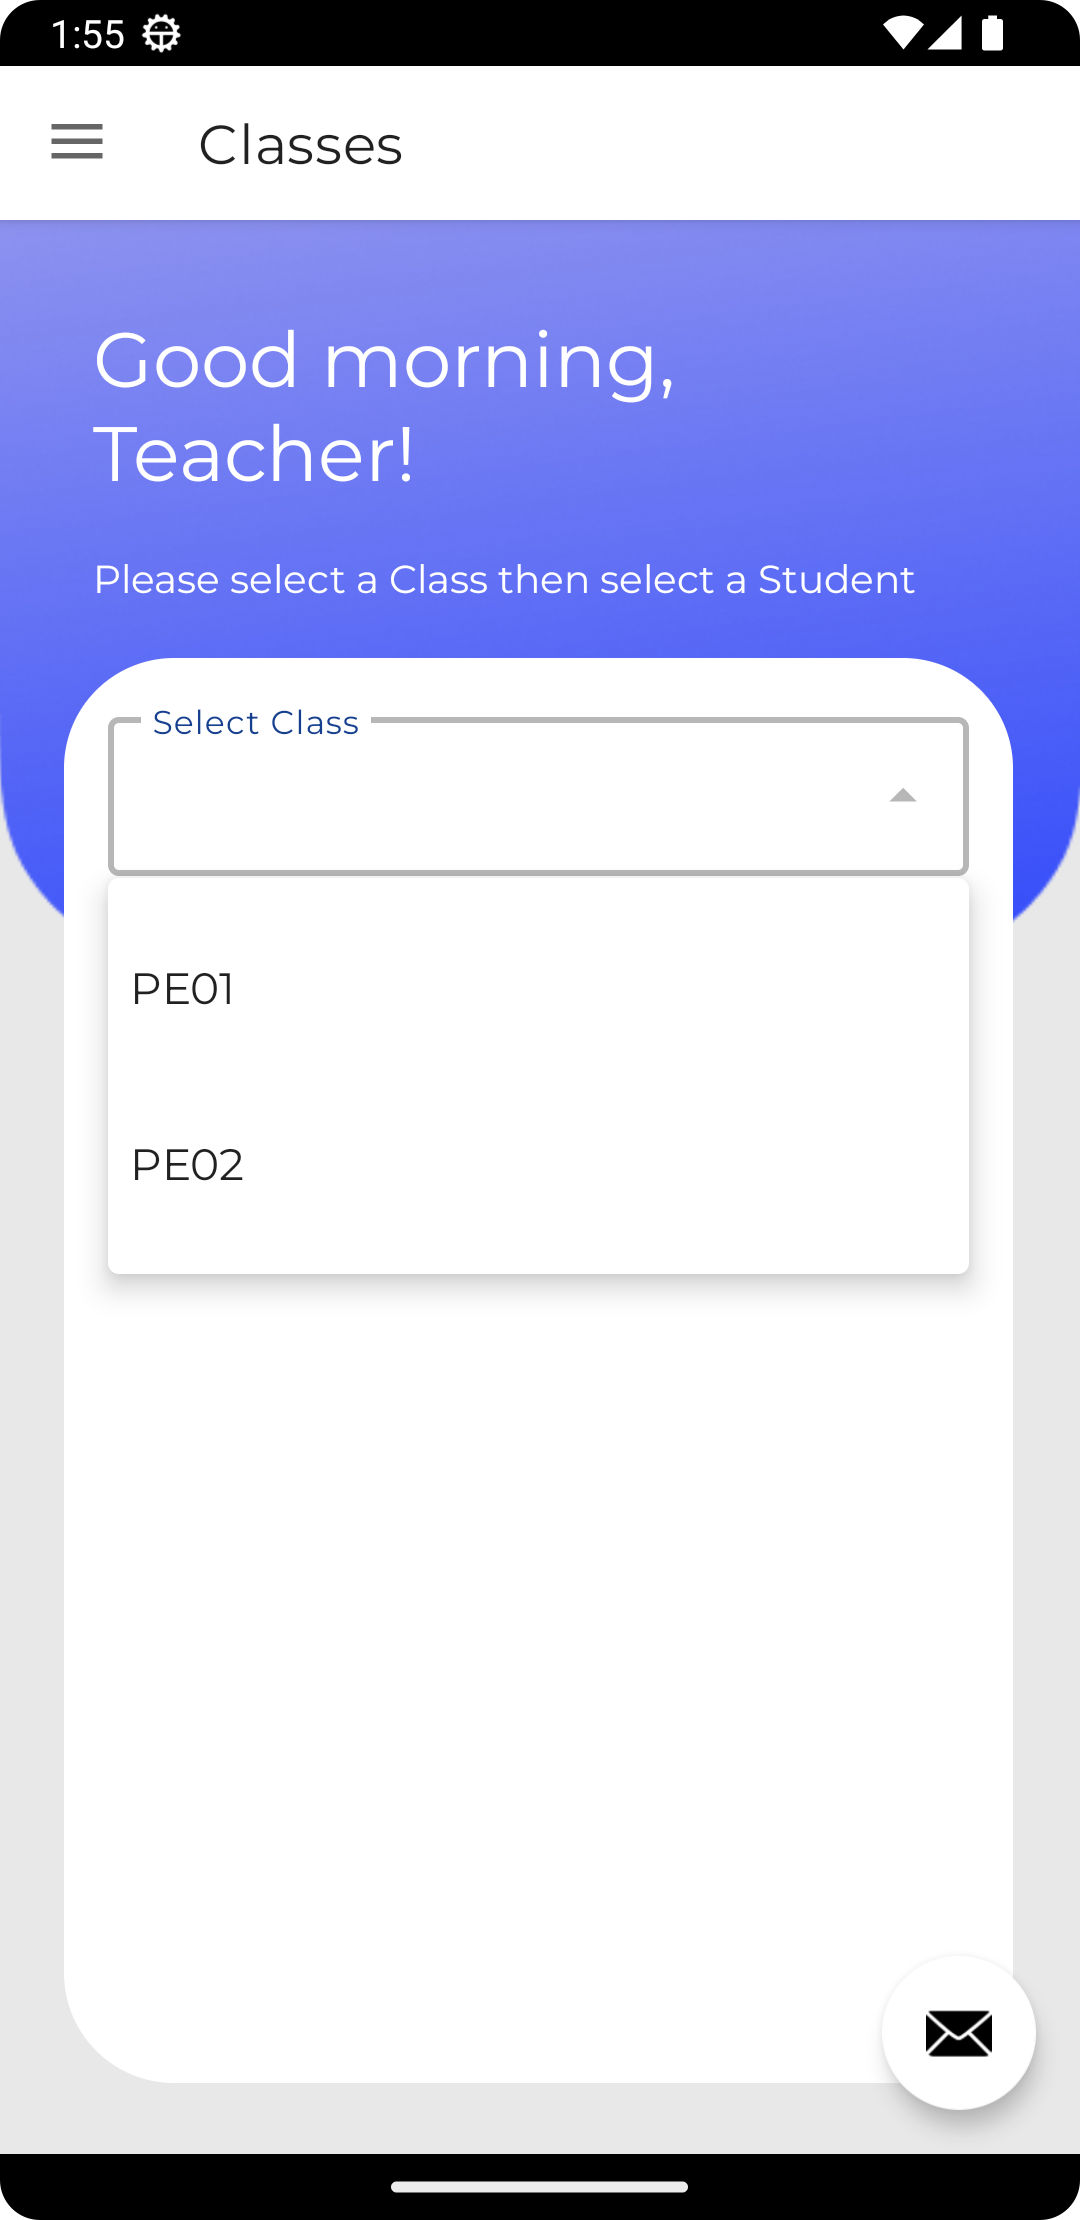 1:55
Classes
Good morning,
Teacher!
Please select a Class then select a Student
Select Class
PE01
PE02